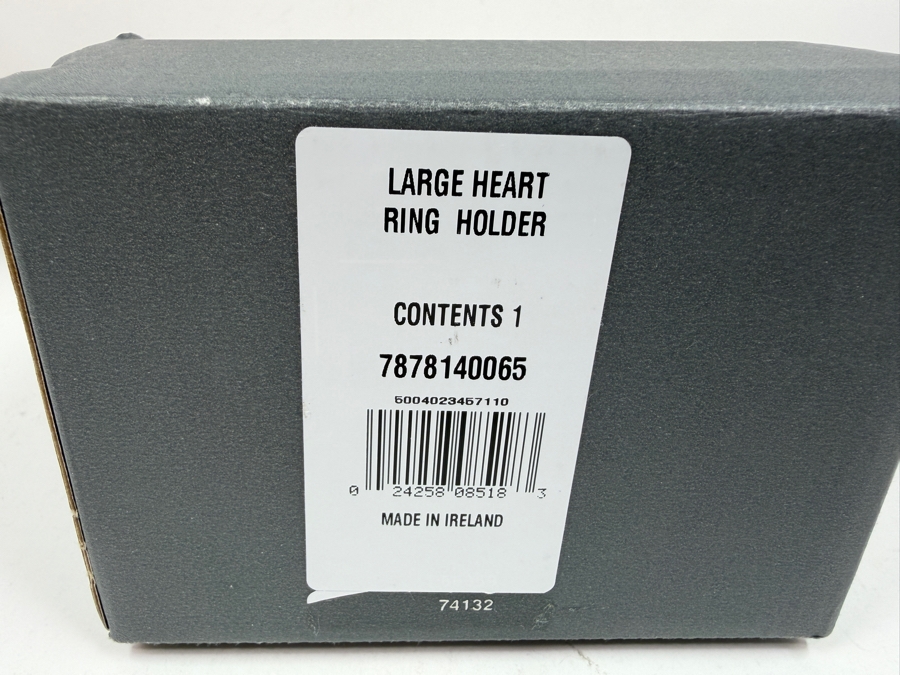 LARGE HEART
RING HOLDER
CONTENTS 1
7878140065
5004023457110
0 24258 08518 3
MADE IN IRELAND
74132